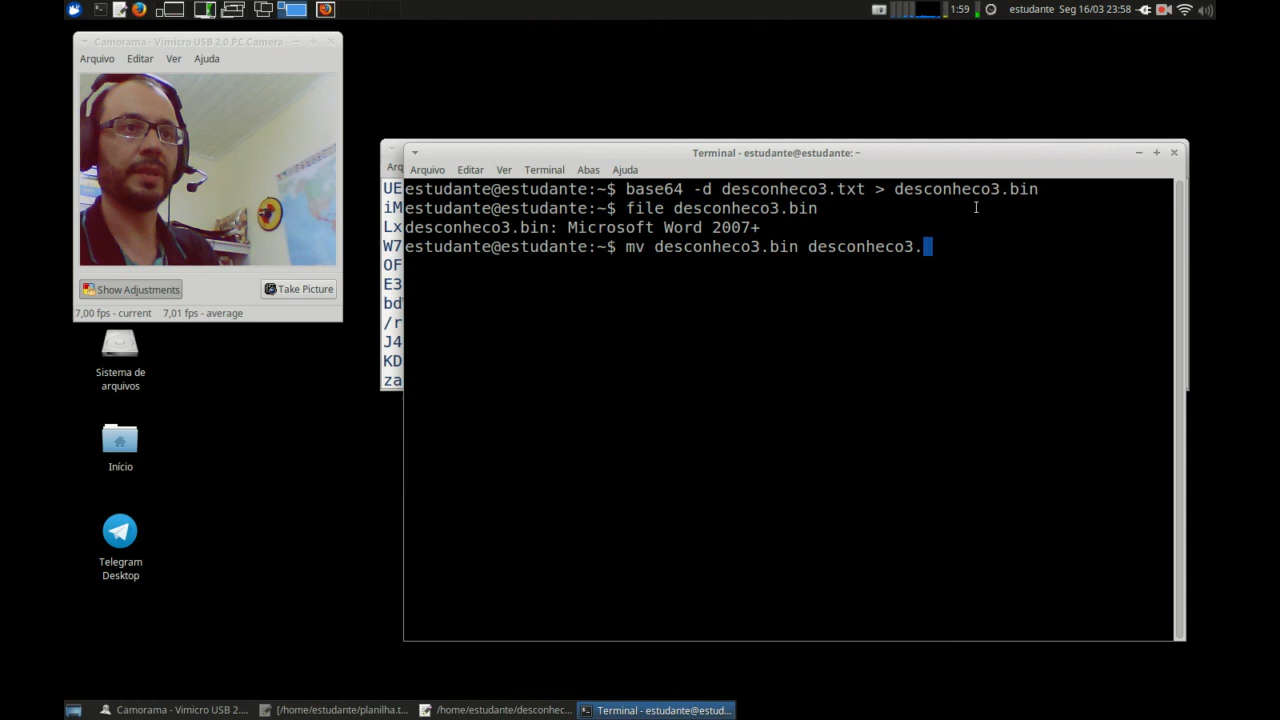 1:59
estudante Seg 16/03 23:58
Camorama - Vimicro USB 2.0 PC Camera
Arquivo Editar Ver Ajuda
Show Adjustments
Take Picture
7,00 fps - current 7,01 fps - average
Sistema de
arquivos
Início
Telegram
Desktop
Terminal - estudante@estudante: ~
Arq
Arquivo Editar Ver Terminal Abas Ajuda
UE
iM
Lx
W7
OF
E3
bd
/r
J4
KD
za
estudante@estudante:~$ base64 -d desconheco3.txt > desconheco3.bin
estudante@estudante:~$ file desconheco3.bin
desconheco3.bin: Microsoft Word 2007+
estudante@estudante:~$ mv desconheco3.bin desconheco3.
Camorama - Vimicro USB 2....
[/home/estudante/planilha.t...
/home/estudante/desconhec...
Terminal - estudante@estud...